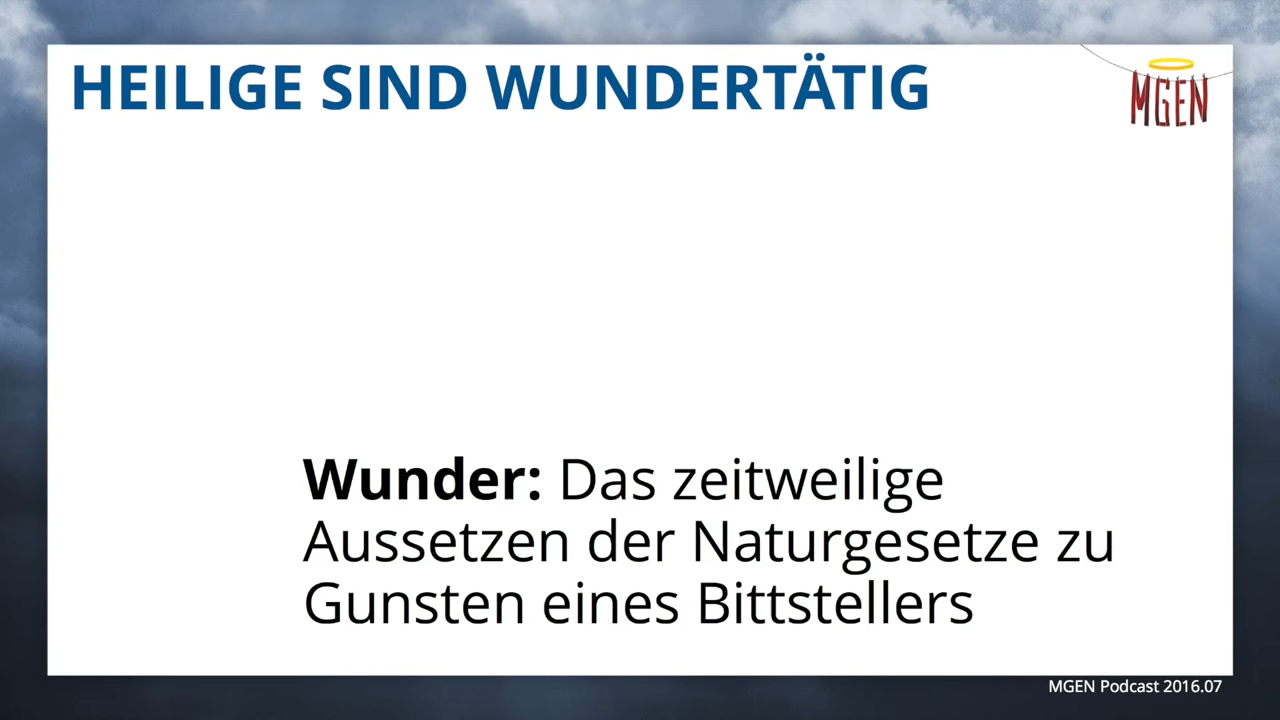 HEILIGE SIND WUNDERTÄTIG
MGEN
Wunder: Das zeitweilige
Aussetzen der Naturgesetze zu
Gunsten eines Bittstellers
MGEN Podcast 2016.07